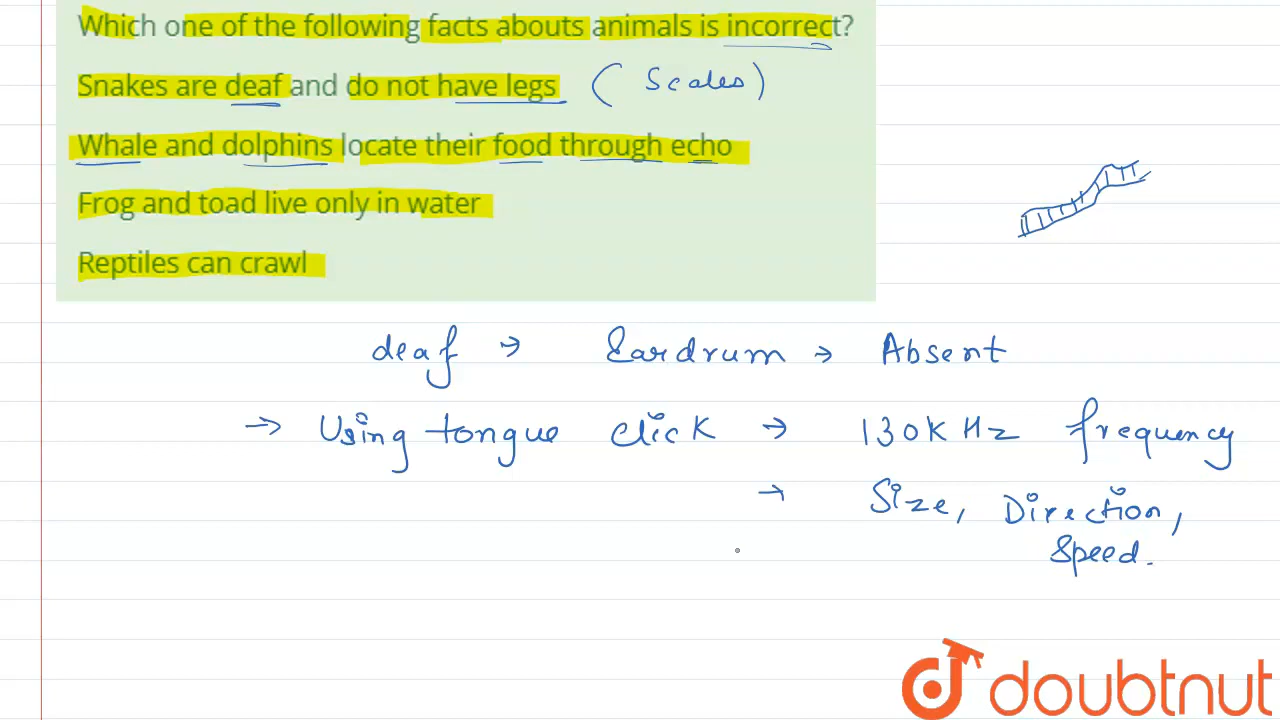 Which one of the following facts abouts animals is incorrect?
Snakes are deaf and do not have legs (Scales)
Whale and dolphins locate their food through echo
Frog and toad live only in water
Reptiles can crawl
deaf → Eardrum → Absent
→ Using tongue click → 130KHz frequency
→ Size, Direction,
Speed.
doubtnut